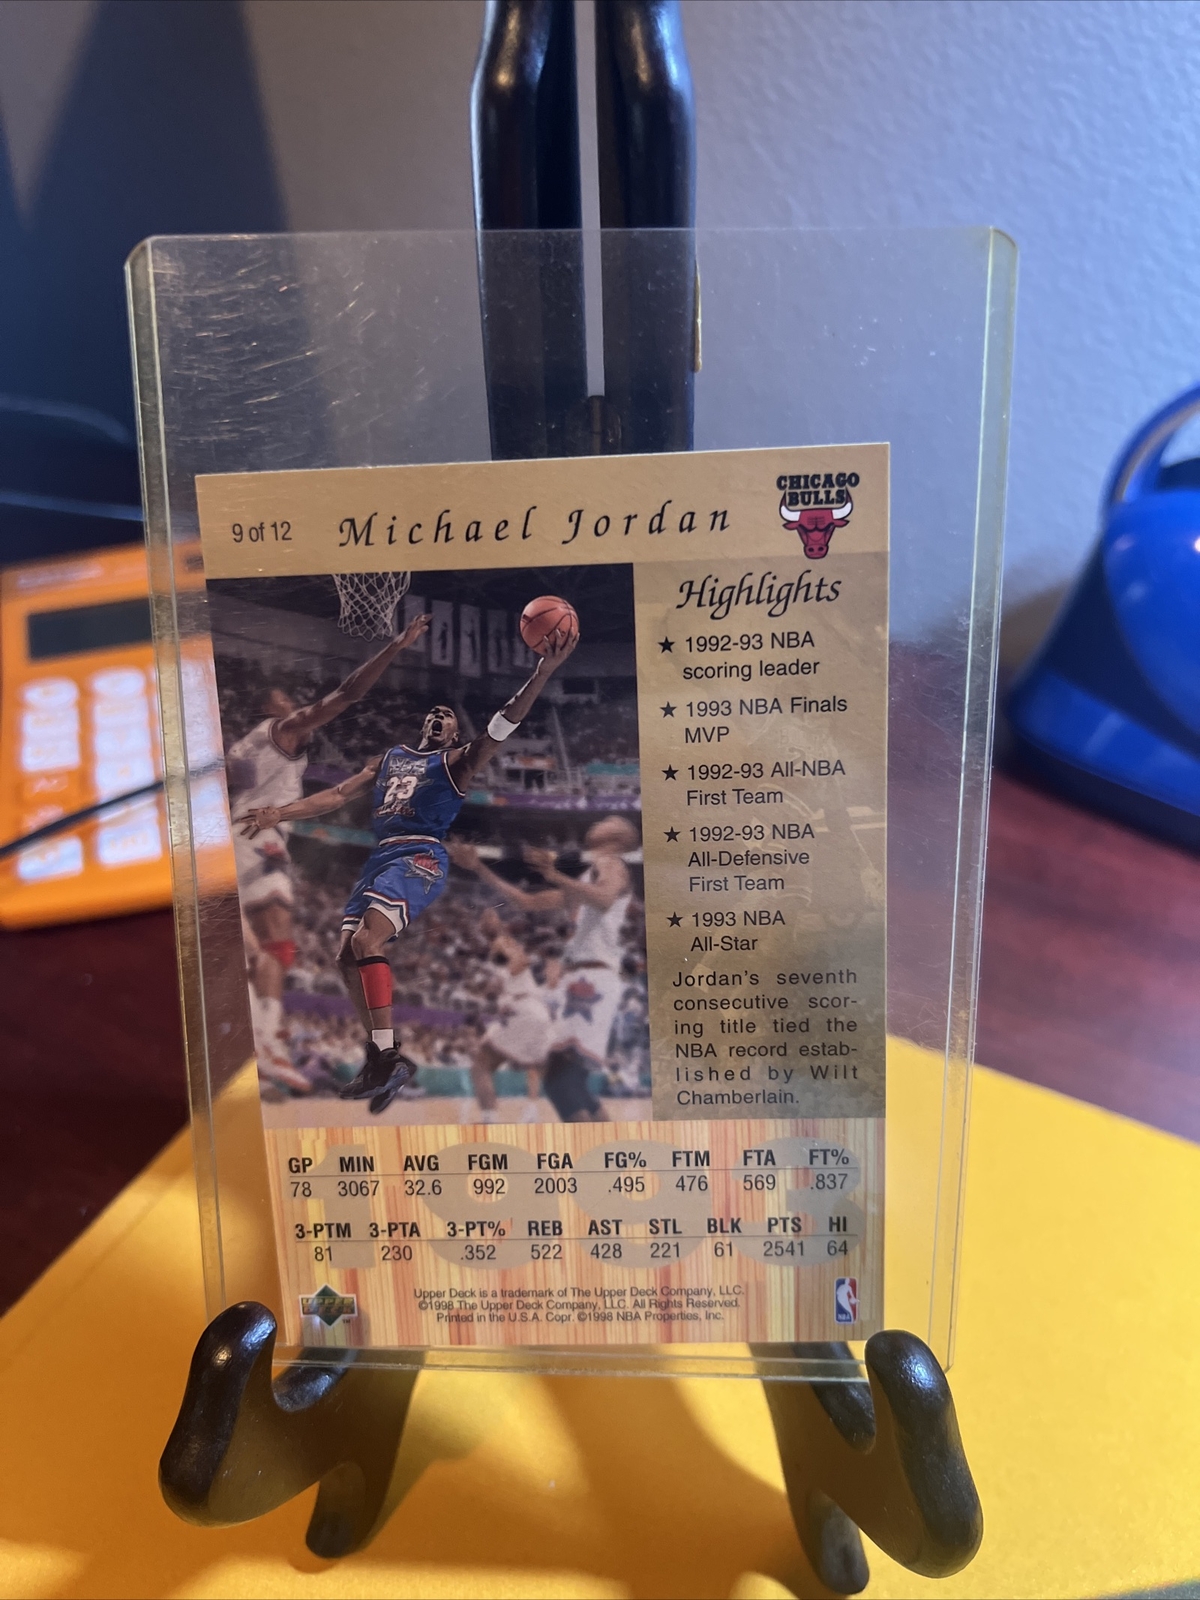 9 of 12 Michael Jordan
CHICAGO
BULLS
Highlights
★ 1992-93 NBA
scoring leader
★ 1993 NBA Finals
MVP
★ 1992-93 All-NBA
First Team
★ 1992-93 NBA
All-Defensive
First Team
★ 1993 NBA
All-Star
Jordan's seventh
consecutive scor-
ing title tied the
NBA record estab-
lished by Wilt
Chamberlain.
23
1993
GP MIN AVG FGM FGA FG% FTM FTA FT%
78 3067 32.6 992 2003 .495 476 569 .837
3-PTM 3-PTA 3-PT% REB AST STL BLK PTS HI
81 230 .352 522 428 221 61 2541 64
UPPER DECK
Upper Deck is a trademark of The Upper Deck Company, LLC.
©1998 The Upper Deck Company, LLC. All Rights Reserved.
Printed in the U.S.A. Copr. ©1998 NBA Properties, Inc.
NBA